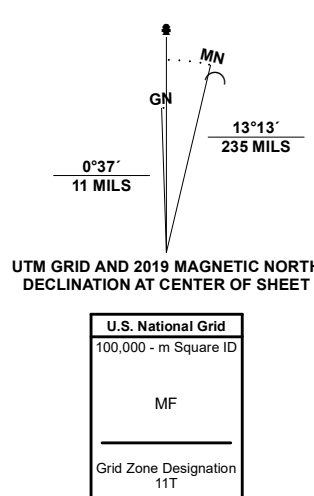 MN
GN
13°13´
235 MILS
0°37´
11 MILS
UTM GRID AND 2019 MAGNETIC NORTH
DECLINATION AT CENTER OF SHEET
U.S. National Grid
100,000 - m Square ID
MF
Grid Zone Designation
11T